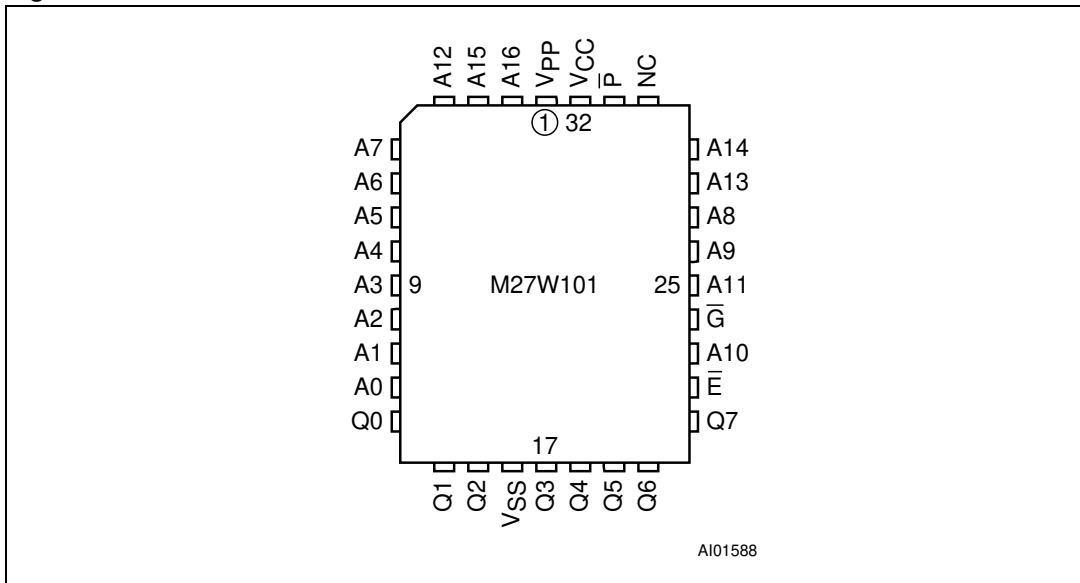 A12 A15 A16 VPP VCC P̅ NC
① 32
A7 A14
A6 A13
A5 A8
A4 A9
A3 9 M27W101 25 A11
A2 G̅
A1 A10
A0 E̅
Q0 Q7
17
Q1 Q2 VSS Q3 Q4 Q5 Q6
AI01588